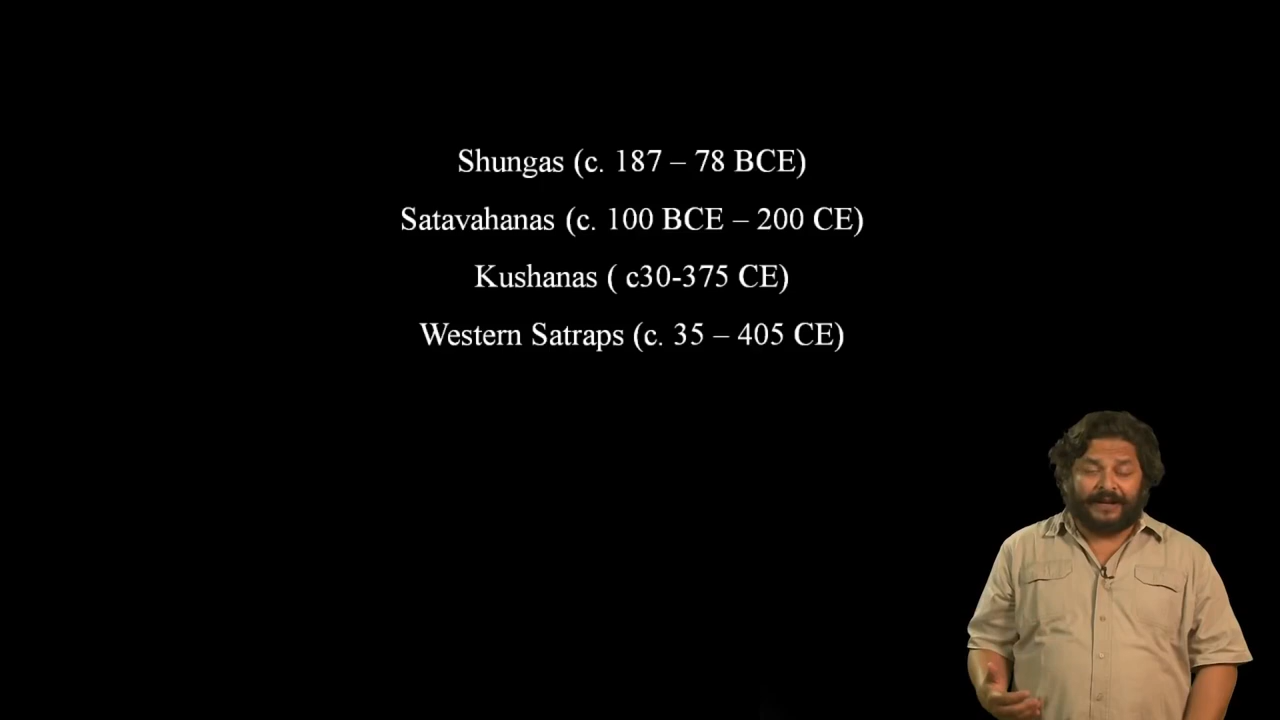 Shungas (c. 187 – 78 BCE)
Satavahanas (c. 100 BCE – 200 CE)
Kushanas ( c30-375 CE)
Western Satraps (c. 35 – 405 CE)